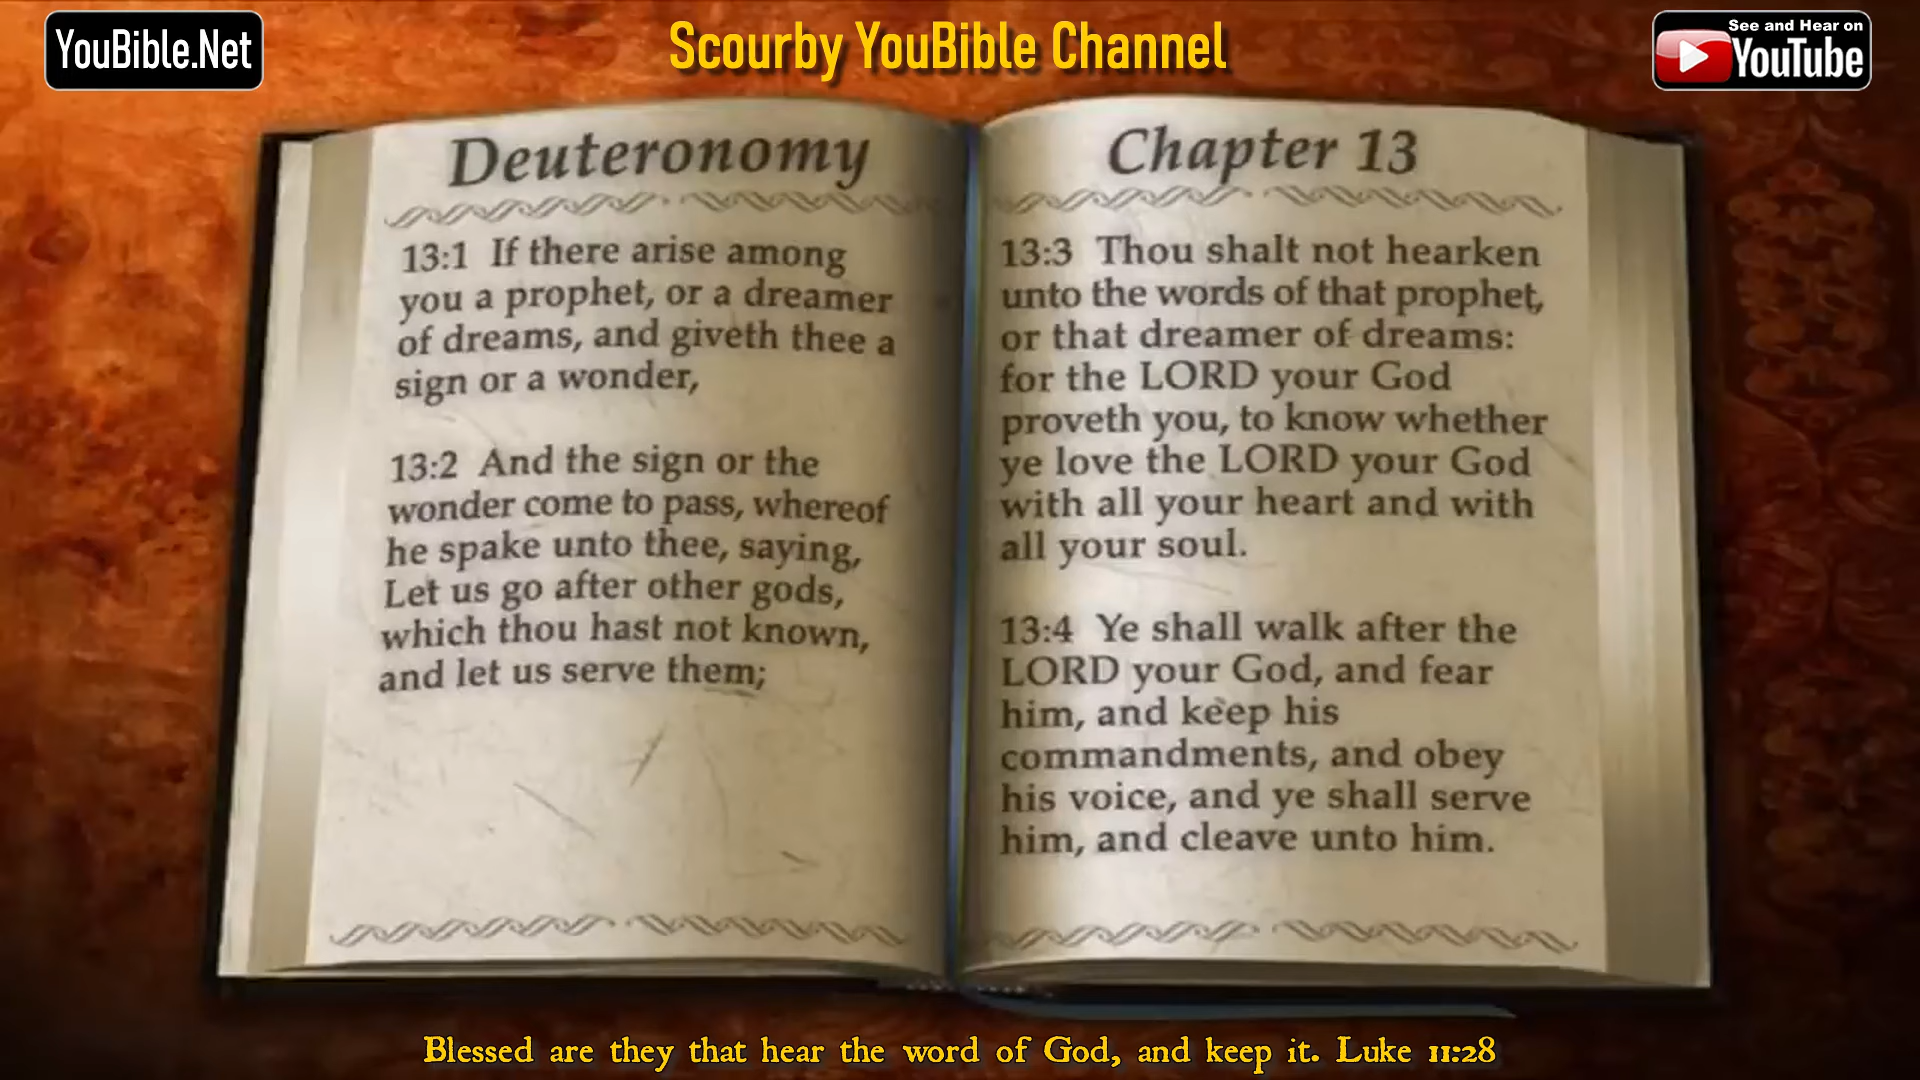 YouBible.Net
Scourby YouBible Channel
See and Hear on
YouTube
Deuteronomy
13:1 If there arise among
you a prophet, or a dreamer
of dreams, and giveth thee a
sign or a wonder,
13:2 And the sign or the
wonder come to pass, whereof
he spake unto thee, saying,
Let us go after other gods,
which thou hast not known,
and let us serve them;
Chapter 13
13:3 Thou shalt not hearken
unto the words of that prophet,
or that dreamer of dreams:
for the LORD your God
proveth you, to know whether
ye love the LORD your God
with all your heart and with
all your soul.
13:4 Ye shall walk after the
LORD your God, and fear
him, and keep his
commandments, and obey
his voice, and ye shall serve
him, and cleave unto him.
Blessed are they that hear the word of God, and keep it. Luke 11:28